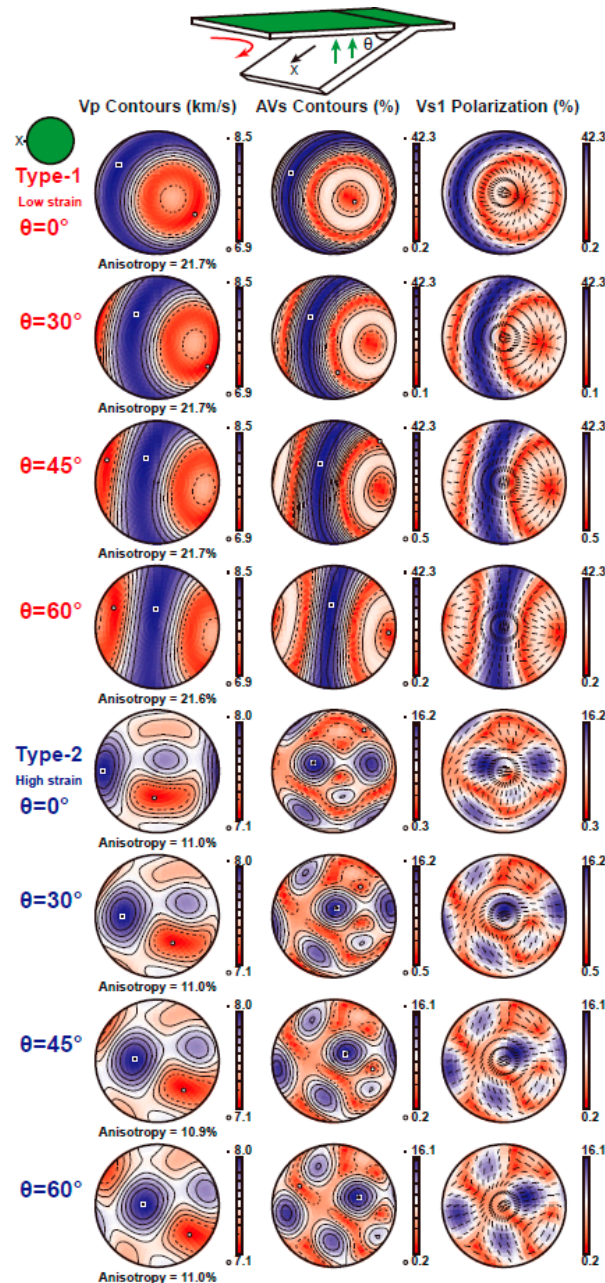 θ
X
Vp Contours (km/s) AVs Contours (%) Vs1 Polarization (%)
X
8.5 42.3 42.3
Type-1
Low strain
θ=0°
6.9 0.2 0.2
Anisotropy = 21.7%
8.5 42.3 42.3
θ=30°
6.9 0.1 0.1
Anisotropy = 21.7%
8.5 42.3 42.3
θ=45°
6.9 0.5 0.5
Anisotropy = 21.7%
8.5 42.3 42.3
θ=60°
6.9 0.2 0.2
Anisotropy = 21.6%
8.0 16.2 16.2
Type-2
High strain
θ=0°
7.1 0.3 0.3
Anisotropy = 11.0%
8.0 16.2 16.2
θ=30°
7.1 0.5 0.5
Anisotropy = 11.0%
8.0 16.1 16.1
θ=45°
7.1 0.2 0.2
Anisotropy = 10.9%
8.0 16.1 16.1
θ=60°
7.1 0.2 0.2
Anisotropy = 11.0%